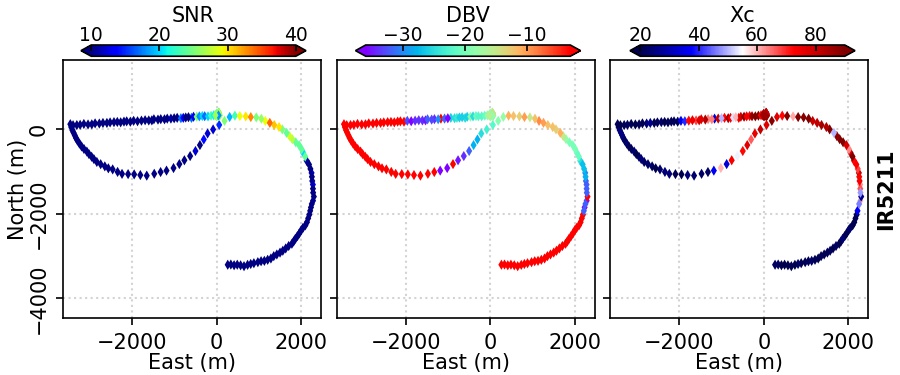 SNR DBV Xc
10 20 30 40 −30 −20 −10 20 40 60 80
North (m)
0
−2000
−4000
IR5211
−2000 0 2000 −2000 0 2000 −2000 0 2000
East (m) East (m) East (m)